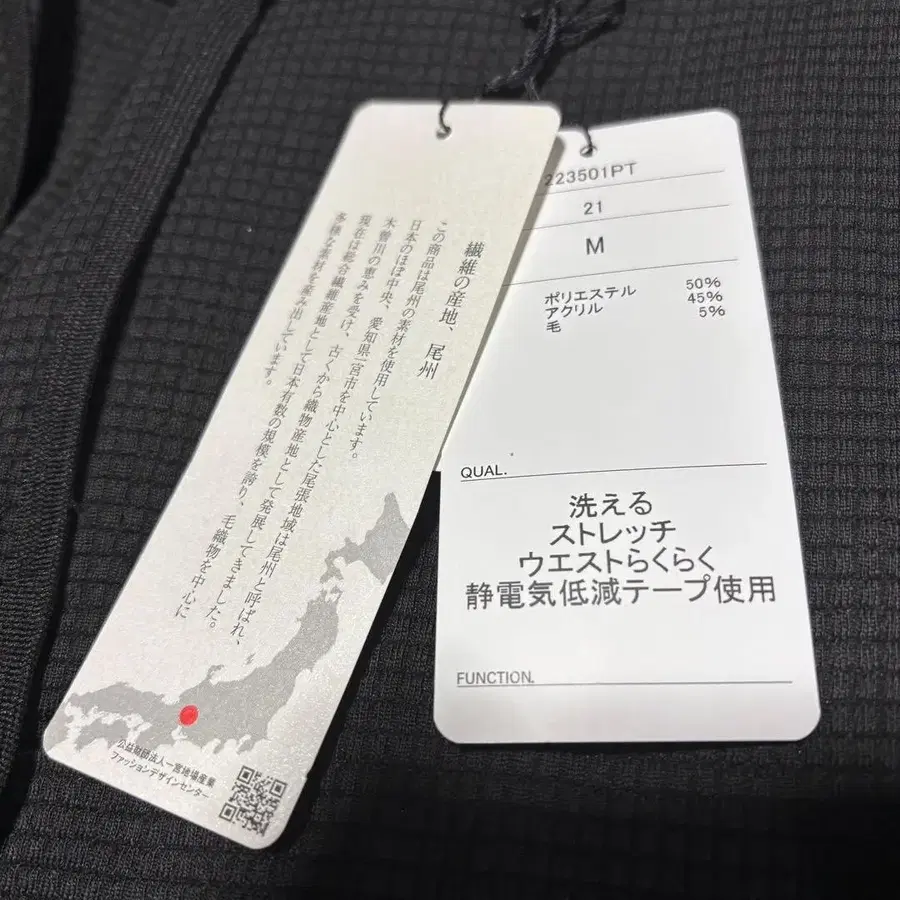 繊維の産地、尾州
この商品は尾州の素材を使用しています。
日本のほぼ中央、愛知県一宮市を中心とした尾張地域は尾州と呼ばれ、
木曽川の恵みを受け、古くから織物産地として発展してきました。
現在は総合繊維産地として日本有数の規模を誇り、毛織物を中心に
多様な素材を産み出しています。
公益財団法人一宮地場産業
ファッションデザインセンター
223501PT
21
M
ポリエステル 50%
アクリル 45%
毛 5%
QUAL.
洗える
ストレッチ
ウエストらくらく
静電気低減テープ使用
FUNCTION.